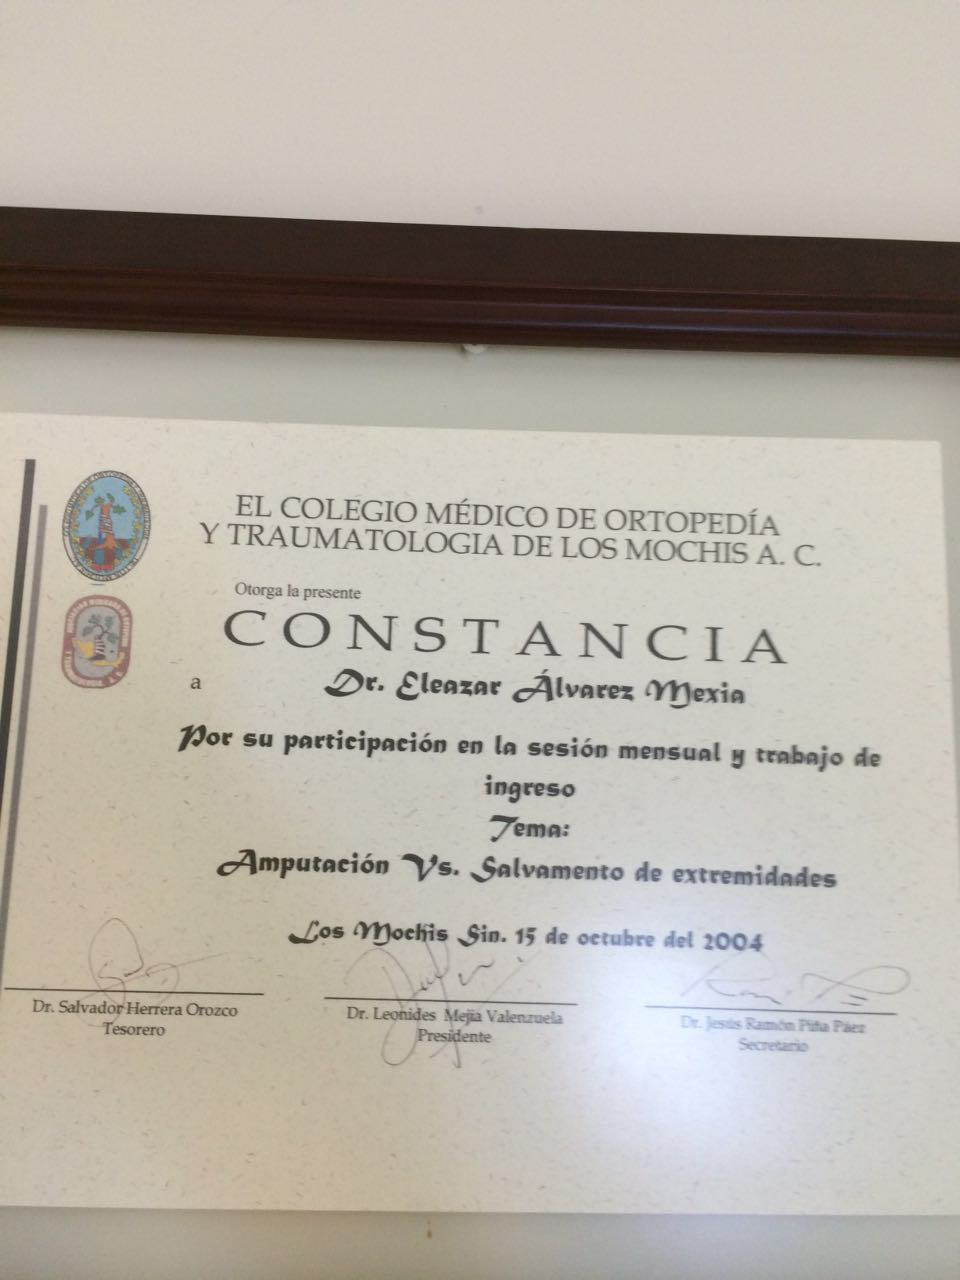 EL COLEGIO MÉDICO DE ORTOPEDÍA
Y TRAUMATOLOGIA DE LOS MOCHIS A. C.
Otorga la presente
CONSTANCIA
a Dr. Eleazar Álvarez Mexia
Por su participación en la sesión mensual y trabajo de
ingreso
Tema:
Amputación Vs. Salvamento de extremidades
Los Mochis Sin. 15 de octubre del 2004
Dr. Salvador Herrera Orozco
Tesorero
Dr. Leonides Mejia Valenzuela
Presidente
Dr. Jesús Ramón Piña Páez
Secretario